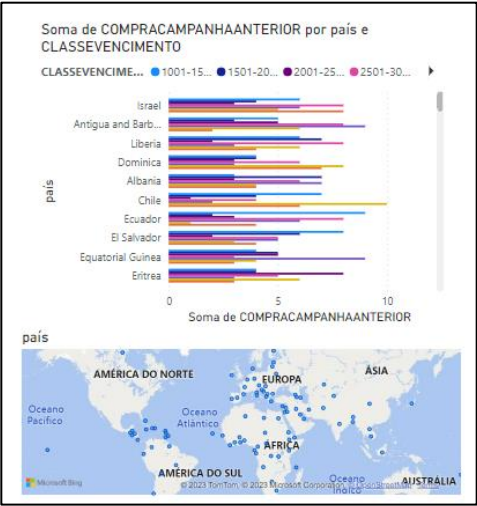 Soma de COMPRACAMPANHAANTERIOR por país e
CLASSEVENCIMENTO
CLASSEVENCIME... 1001-15... 1501-20... 2001-25... 2501-30...
Israel
Antigua and Barb...
Liberia
Dominica
Albania
Chile
Ecuador
El Salvador
Equatorial Guinea
Eritrea
país
0 5 10
Soma de COMPRACAMPANHAANTERIOR
país
AMÉRICA DO NORTE
EUROPA
ÁSIA
Oceano
Pacífico
Oceano
Atlântico
ÁFRICA
AMÉRICA DO SUL
Oceano
Índico
AUSTRÁLIA
Microsoft Bing
© 2023 TomTom, © 2023 Microsoft Corporation, © OpenStreetMap Terms